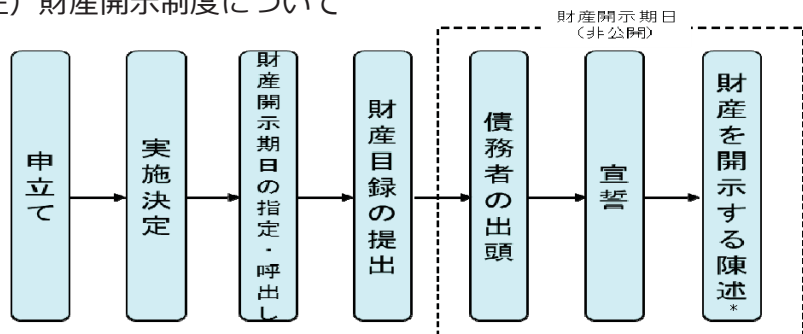 財産開示制度について
財産開示期日
（非公開）
申立て
実施決定
財産開示期日の指定・呼出し
財産目録の提出
債務者の出頭
宣誓
財産を開示する陳述*